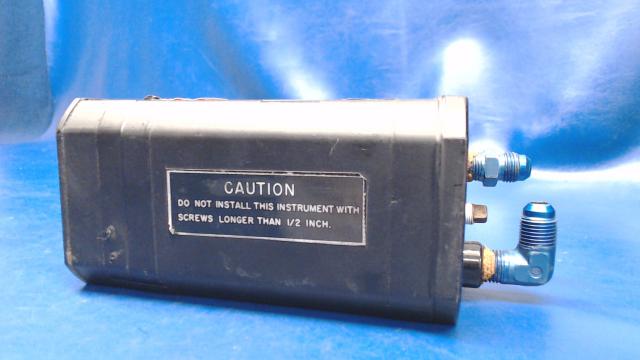 CAUTION
DO NOT INSTALL THIS INSTRUMENT WITH
SCREWS LONGER THAN 1/2 INCH.